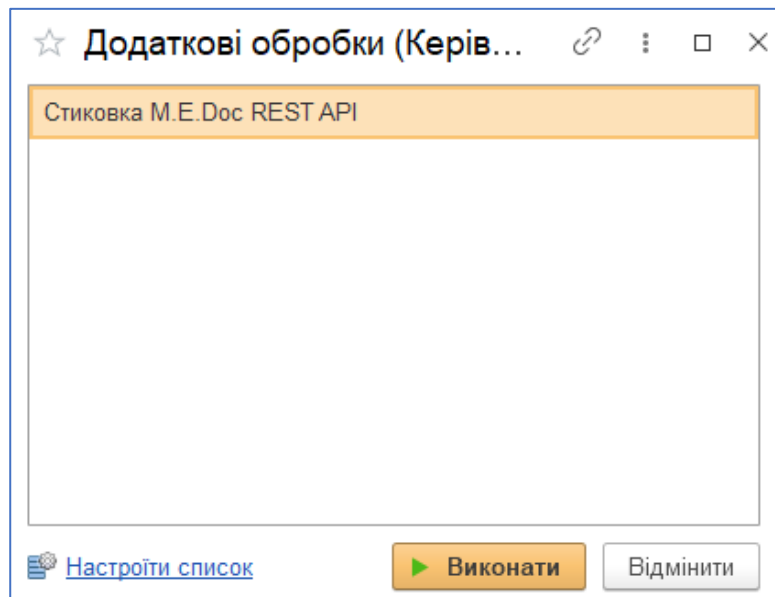 Додаткові обробки (Керів...
Стиковка M.E.Doc REST API
Настроїти список
Виконати
Відмінити